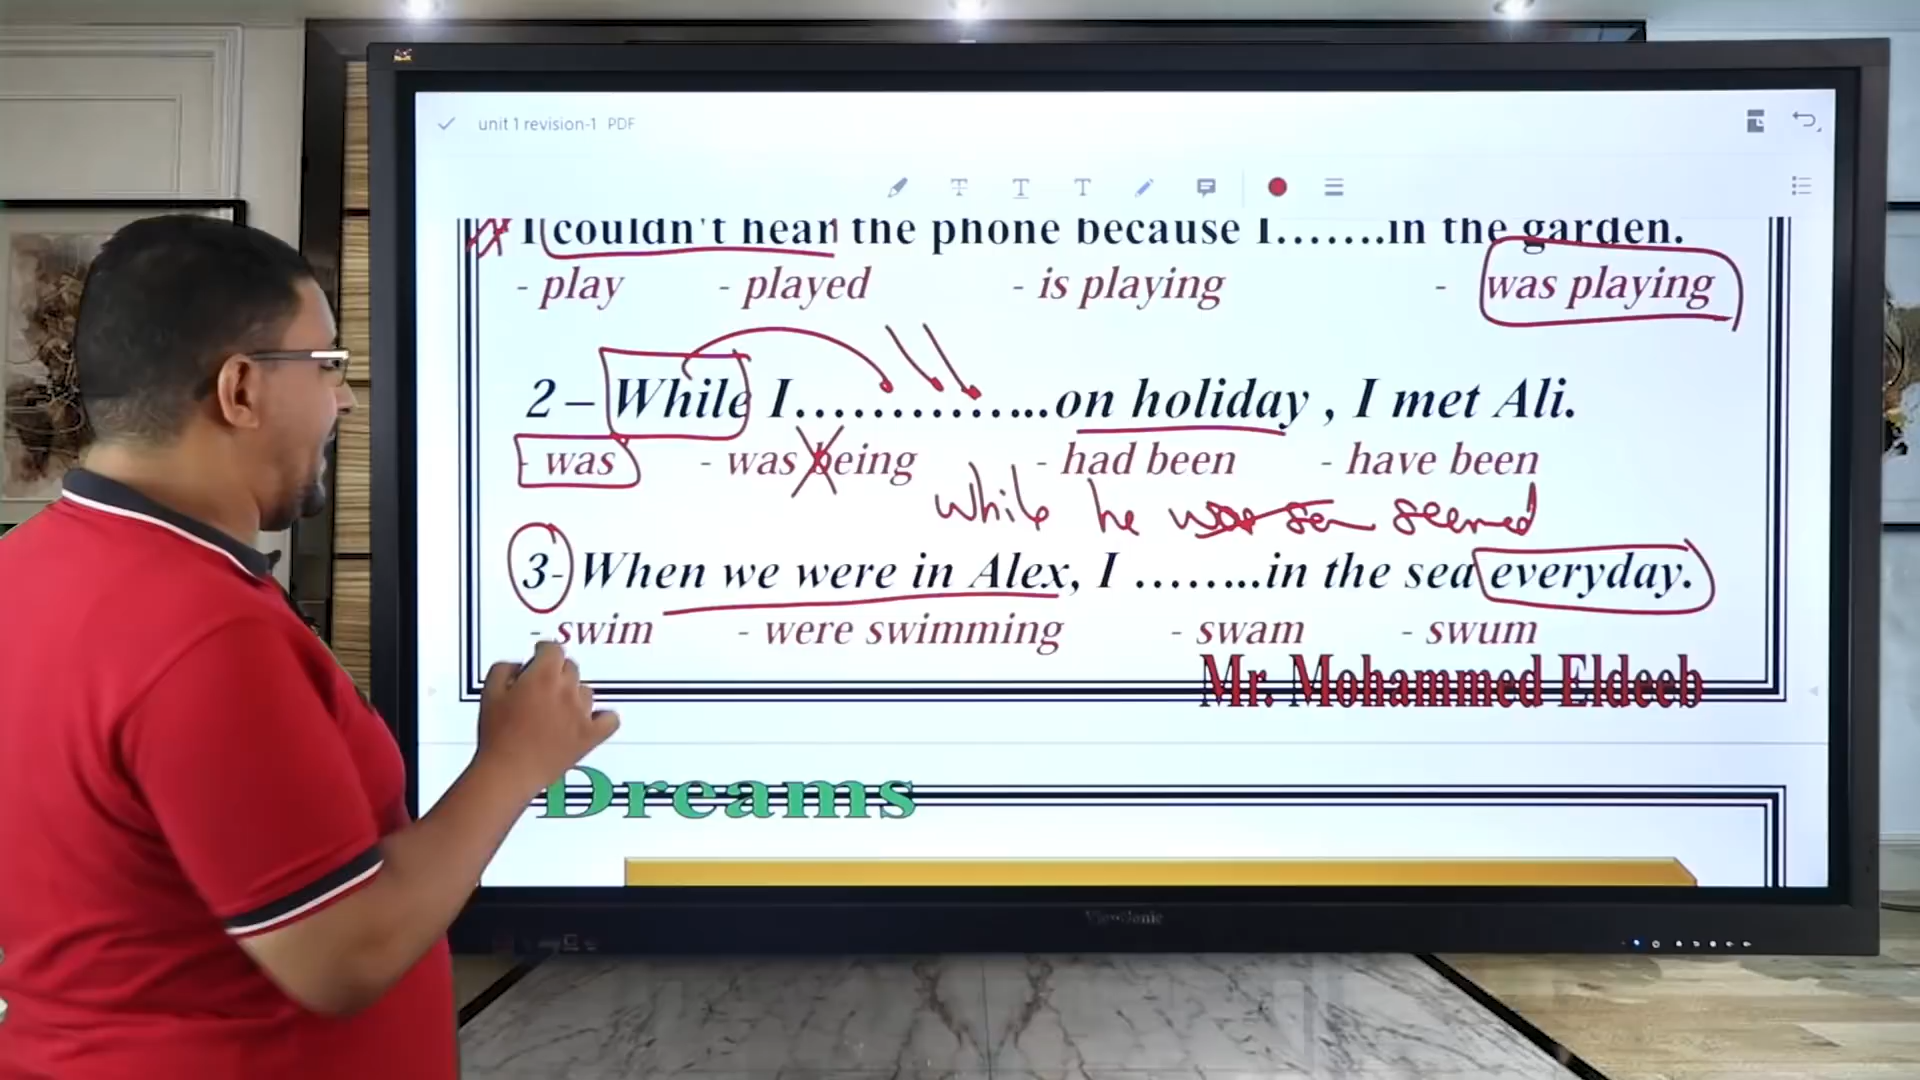 unit 1 revision-1 PDF
I couldn't hear the phone because I.......in the garden.
- play - played - is playing - was playing
2 – While I................on holiday , I met Ali.
- was - was being - had been - have been
while he was seemed
3- When we were in Alex, I ........in the sea everyday.
- swim - were swimming - swam - swum
Mr. Mohammed Eldeeb
Dreams
ViewSonic